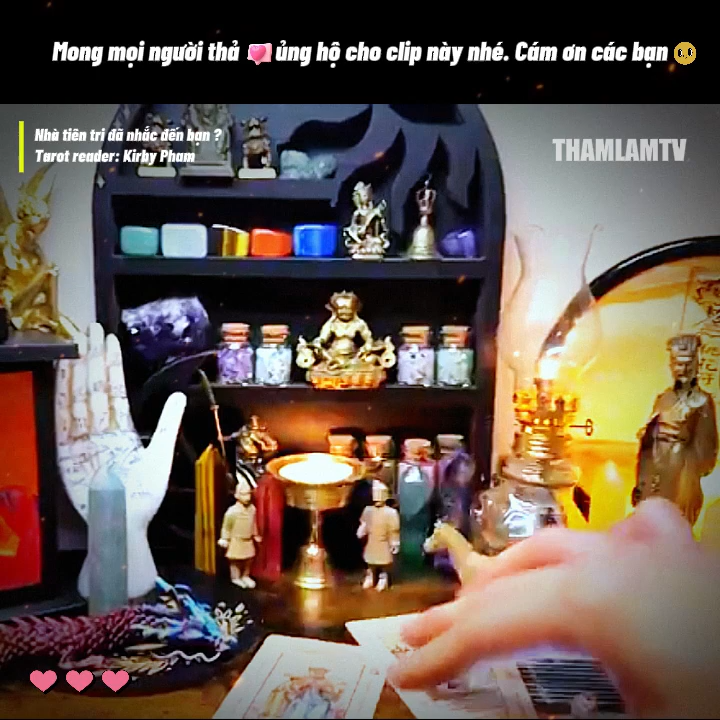 Mong mọi người thả 💗 ủng hộ cho clip này nhé. Cám ơn các bạn
Nhà tiên tri đã nhắc đến bạn ?
Tarot reader: Kirby Pham
THAMLAMTV